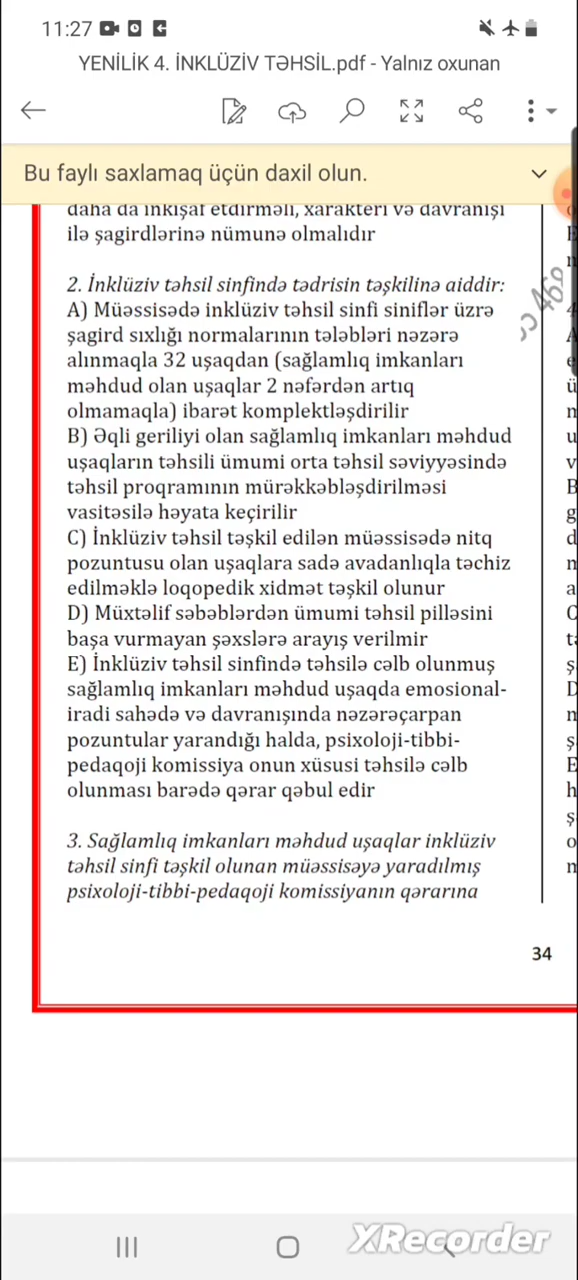 11:27
YENİLİK 4. İNKLÜZİV TƏHSİL.pdf - Yalnız oxunan
Bu faylı saxlamaq üçün daxil olun.
daha da inkişaf etdirməli, xarakteri və davranışı
ilə şagirdlərinə nümunə olmalıdır
2. İnklüziv təhsil sinfində tədrisin təşkilinə aiddir:
A) Müəssisədə inklüziv təhsil sinfi siniflər üzrə
şagird sıxlığı normalarının tələbləri nəzərə
alınmaqla 32 uşaqdan (sağlamlıq imkanları
məhdud olan uşaqlar 2 nəfərdən artıq
olmamaqla) ibarət komplektləşdirilir
B) Əqli geriliyi olan sağlamlıq imkanları məhdud
uşaqların təhsili ümumi orta təhsil səviyyəsində
təhsil proqramının mürəkkəbləşdirilməsi
vasitəsilə həyata keçirilir
C) İnklüziv təhsil təşkil edilən müəssisədə nitq
pozuntusu olan uşaqlara sadə avadanlıqla təchiz
edilməklə loqopedik xidmət təşkil olunur
D) Müxtəlif səbəblərdən ümumi təhsil pilləsini
başa vurmayan şəxslərə arayış verilmir
E) İnklüziv təhsil sinfində təhsilə cəlb olunmuş
sağlamlıq imkanları məhdud uşaqda emosional-
iradi sahədə və davranışında nəzərəçarpan
pozuntular yarandığı halda, psixoloji-tibbi-
pedaqoji komissiya onun xüsusi təhsilə cəlb
olunması barədə qərar qəbul edir
3. Sağlamlıq imkanları məhdud uşaqlar inklüziv
təhsil sinfi təşkil olunan müəssisəyə yaradılmış
psixoloji-tibbi-pedaqoji komissiyanın qərarına
34
XRecorder